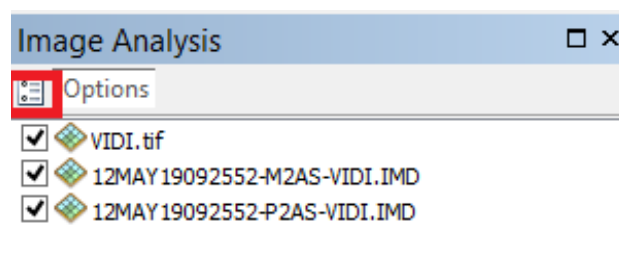 Image Analysis
Options
VIDI.tif
12MAY19092552-M2AS-VIDI.IMD
12MAY19092552-P2AS-VIDI.IMD